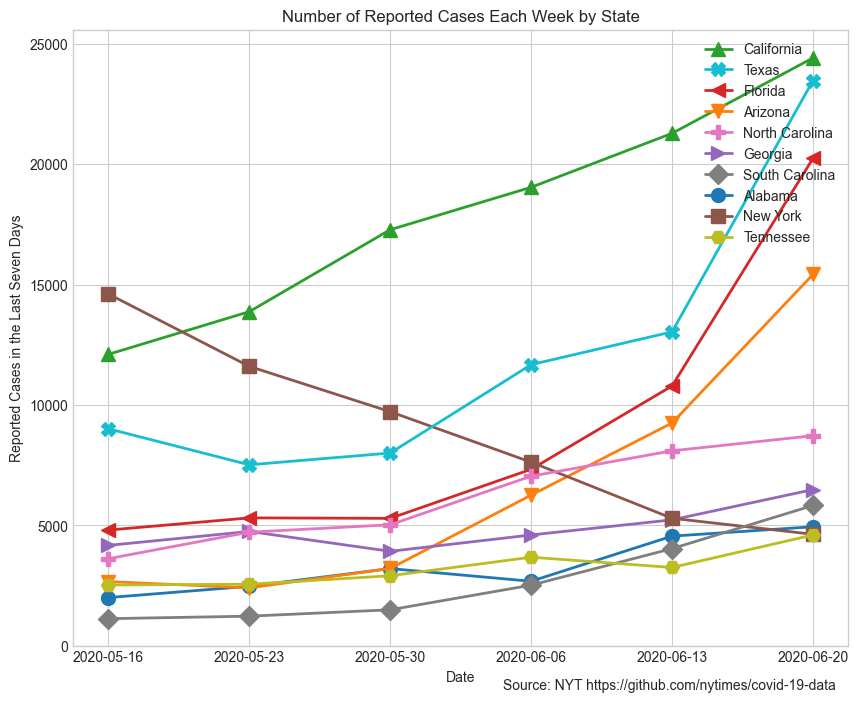 Number of Reported Cases Each Week by State
25000
20000
15000
10000
5000
0
Reported Cases in the Last Seven Days
California
Texas
Florida
Arizona
North Carolina
Georgia
South Carolina
Alabama
New York
Tennessee
2020-05-16 2020-05-23 2020-05-30 2020-06-06 2020-06-13 2020-06-20
Date
Source: NYT https://github.com/nytimes/covid-19-data